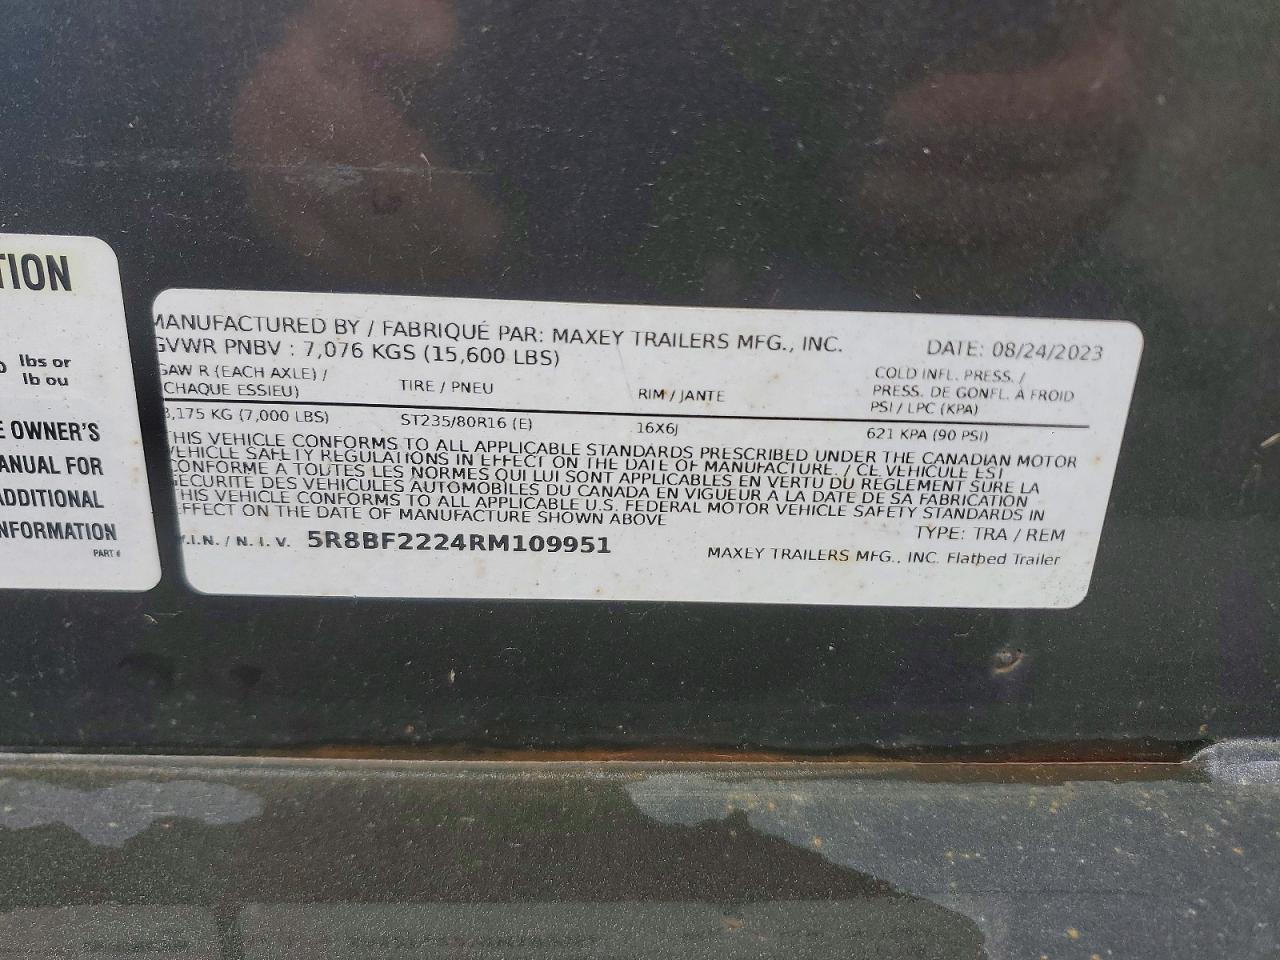 TION
lbs or
lb ou
OWNER'S
ANUAL FOR
ADDITIONAL
NFORMATION
PART #
MANUFACTURED BY / FABRIQUÉ PAR: MAXEY TRAILERS MFG., INC.
DATE: 08/24/2023
GVWR PNBV : 7,076 KGS (15,600 LBS)
GAW R (EACH AXLE) /
CHAQUE ESSIEU)
TIRE / PNEU
RIM / JANTE
COLD INFL. PRESS. /
PRESS. DE GONFL. A FROID
PSI / LPC (KPA)
3,175 KG (7,000 LBS)
ST235/80R16 (E)
16X6J
621 KPA (90 PSI)
THIS VEHICLE CONFORMS TO ALL APPLICABLE STANDARDS PRESCRIBED UNDER THE CANADIAN MOTOR
VEHICLE SAFETY REGULATIONS IN EFFECT ON THE DATE OF MANUFACTURE. / CE VEHICULE EST
CONFORME A TOUTES LES NORMES QUI LUI SONT APPLICABLES EN VERTU DU REGLEMENT SURE LA
SECURITE DES VEHICULES AUTOMOBILES DU CANADA EN VIGUEUR A LA DATE DE SA FABRICATION
THIS VEHICLE CONFORMS TO ALL APPLICABLE U.S. FEDERAL MOTOR VEHICLE SAFETY STANDARDS IN
EFFECT ON THE DATE OF MANUFACTURE SHOWN ABOVE
TYPE: TRA / REM
V.I.N. / N. I. V. 5R8BF2224RM109951
MAXEY TRAILERS MFG., INC. Flatbed Trailer